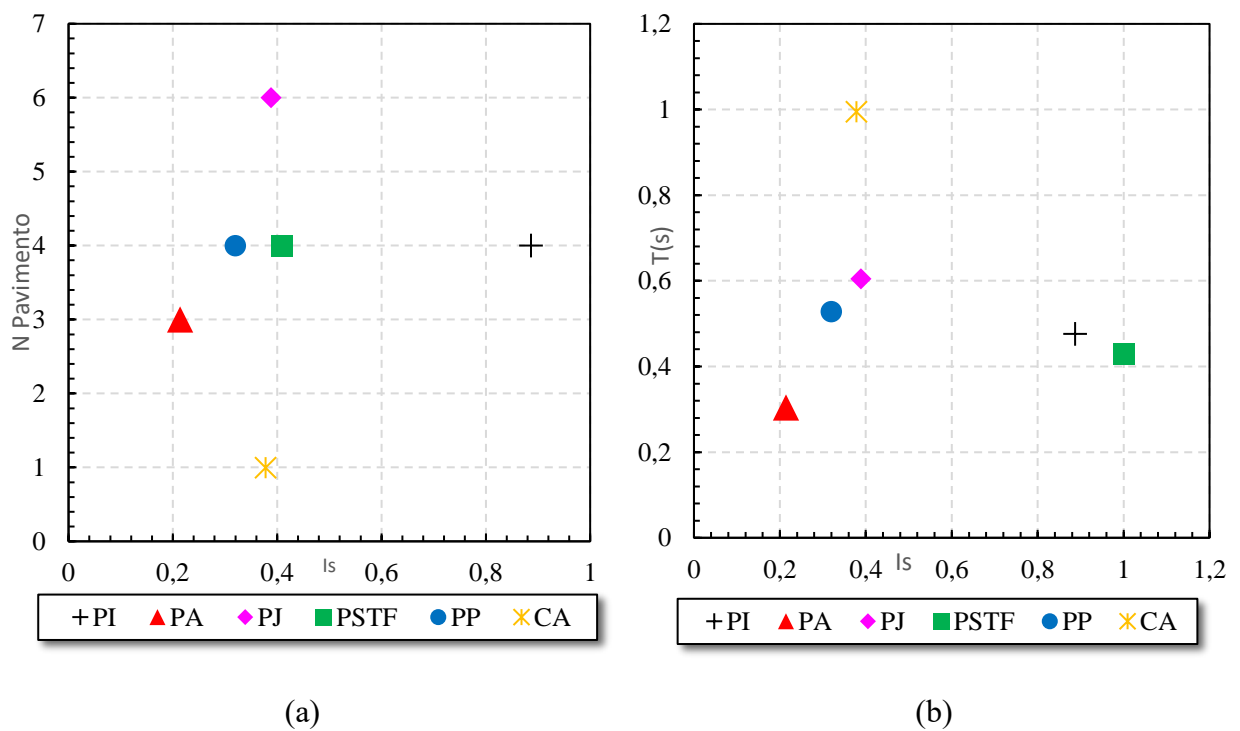 N Pavimento
7
6
5
4
3
2
1
0
0 0,2 0,4 0,6 0,8 1
Is
PI PA PJ PSTF PP CA
(a)
T(s)
1,2
1
0,8
0,6
0,4
0,2
0
0 0,2 0,4 0,6 0,8 1 1,2
Is
PI PA PJ PSTF PP CA
(b)